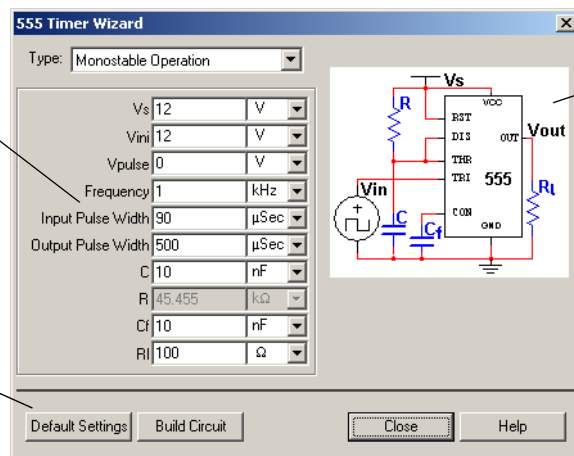 555 Timer Wizard
Type: Monostable Operation
Vs 12 V
Vini 12 V
Vpulse 0 V
Frequency 1 kHz
Input Pulse Width 90 µSec
Output Pulse Width 500 µSec
C 10 nF
R 45.455 kΩ
Cf 10 nF
Rl 100 Ω
Vs
R
VCC
RST
DIS
OUT
Vout
THR
TRI
555
Vin
Rl
C
Cf
CON
GND
Default Settings Build Circuit Close Help